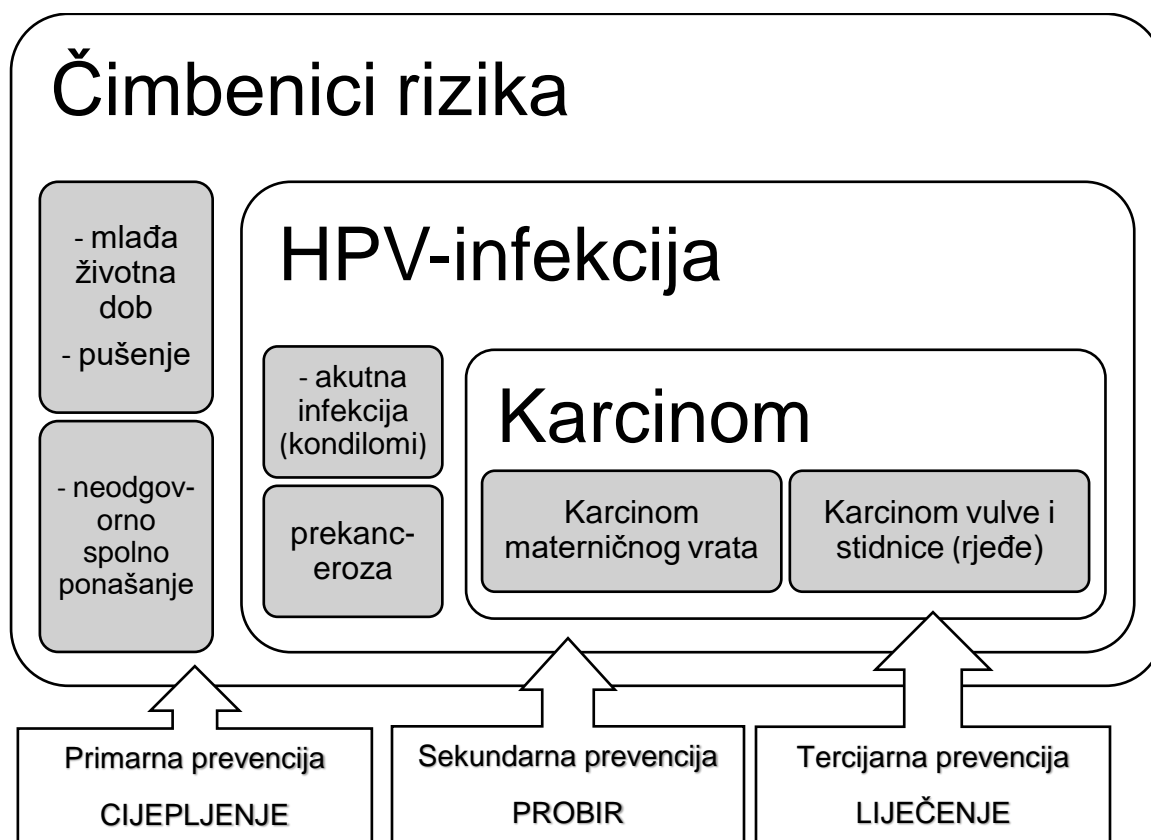 Čimbenici rizika
- mlađa
životna
dob
- pušenje
- neodgov-
orno
spolno
ponašanje
HPV-infekcija
- akutna
infekcija
(kondilomi)
prekanc-
eroza
Karcinom
Karcinom
materničnog vrata
Karcinom vulve i
stidnice (rjeđe)
Primarna prevencija
CIJEPLJENJE
Sekundarna prevencija
PROBIR
Tercijarna prevencija
LIJEČENJE